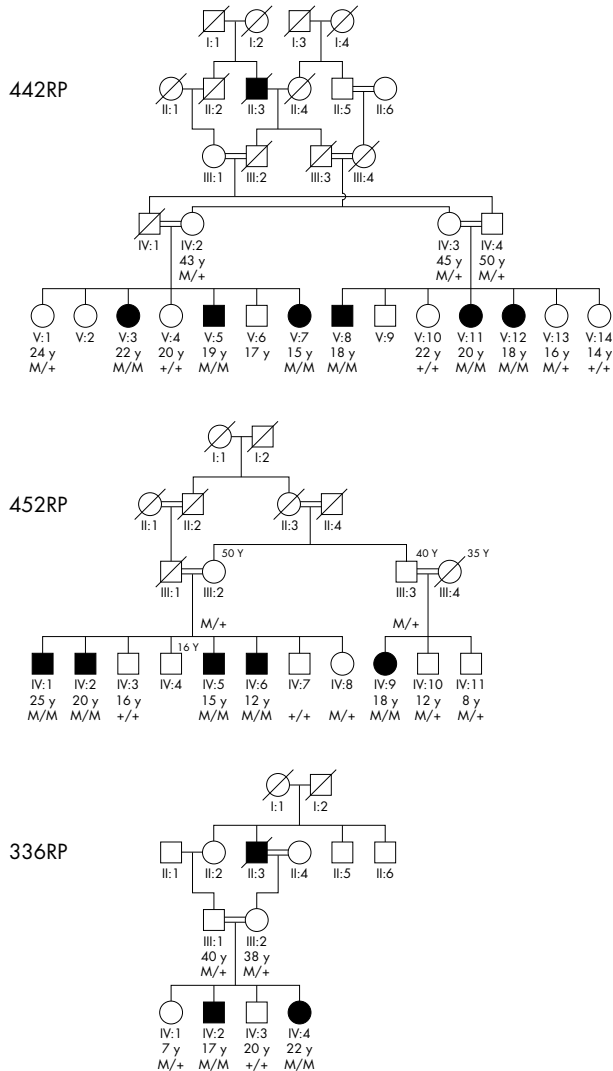 I:1 I:2 I:3 I:4
442RP
II:1 II:2 II:3 II:4 II:5 II:6
III:1 III:2 III:3 III:4
IV:1 IV:2 IV:3 IV:4
43 y 45 y 50 y
M/+ M/+ M/+
V:1 V:2 V:3 V:4 V:5 V:6 V:7 V:8 V:9 V:10 V:11 V:12 V:13 V:14
24 y 22 y 20 y 19 y 17 y 15 y 18 y 22 y 20 y 18 y 16 y 14 y
M/+ M/M +/+ M/M M/M M/M +/+ M/M M/M M/+ +/+
I:1 I:2
452RP
II:1 II:2 II:3 II:4
50 Y 40 Y 35 Y
III:1 III:2 III:3 III:4
M/+ M/+
16 Y
IV:1 IV:2 IV:3 IV:4 IV:5 IV:6 IV:7 IV:8 IV:9 IV:10 IV:11
25 y 20 y 16 y 15 y 12 y 18 y 12 y 8 y
M/M M/M +/+ M/M M/M +/+ M/+ M/M M/+ M/+
I:1 I:2
336RP
II:1 II:2 II:3 II:4 II:5 II:6
III:1 III:2
40 y 38 y
M/+ M/+
IV:1 IV:2 IV:3 IV:4
7 y 17 y 20 y 22 y
M/+ M/M +/+ M/M